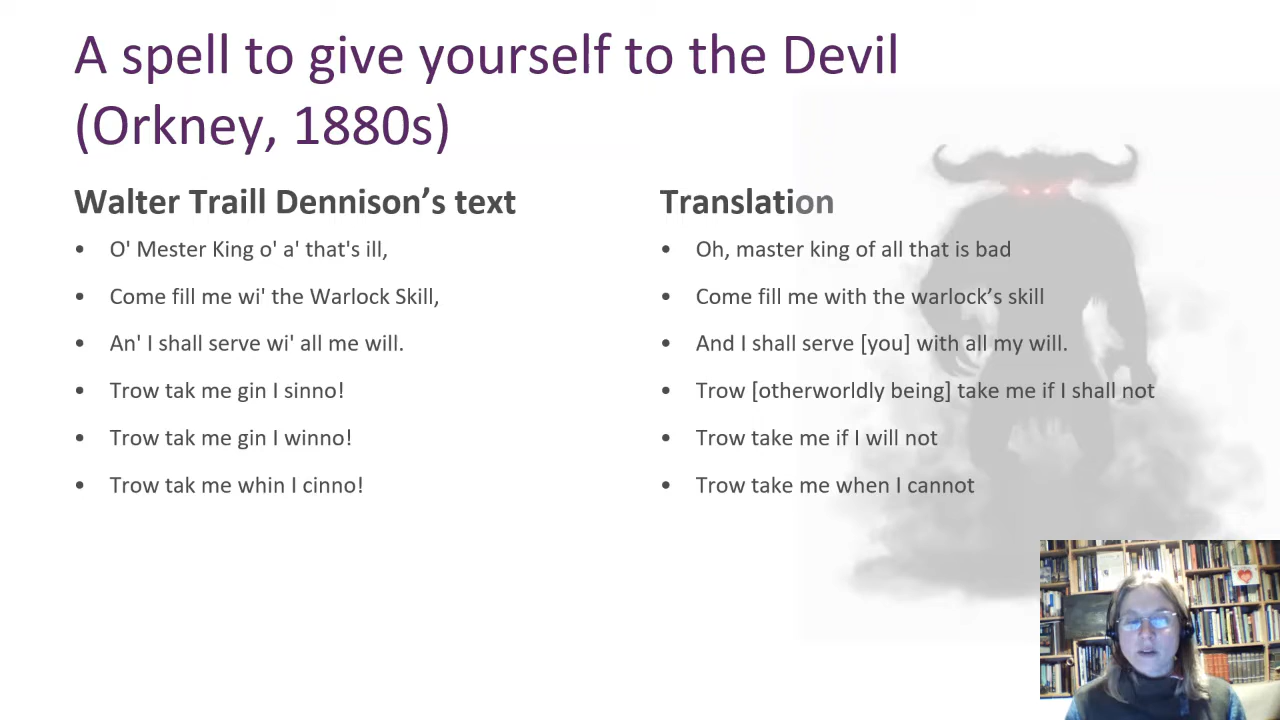 A spell to give yourself to the Devil
(Orkney, 1880s)
Walter Traill Dennison’s text
• O' Mester King o' a' that's ill,
• Come fill me wi' the Warlock Skill,
• An' I shall serve wi' all me will.
• Trow tak me gin I sinno!
• Trow tak me gin I winno!
• Trow tak me whin I cinno!
Translation
• Oh, master king of all that is bad
• Come fill me with the warlock’s skill
• And I shall serve [you] with all my will.
• Trow [otherworldly being] take me if I shall not
• Trow take me if I will not
• Trow take me when I cannot